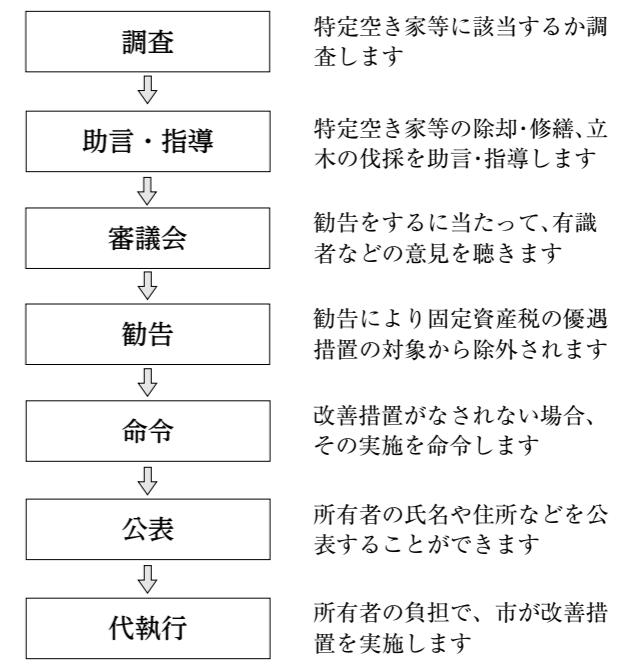 調査
特定空き家等に該当するか調
査します
助言・指導
特定空き家等の除却・修繕、立
木の伐採を助言・指導します
審議会
勧告をするに当たって、有識
者などの意見を聴きます
勧告
勧告により固定資産税の優遇
措置の対象から除外されます
命令
改善措置がなされない場合、
その実施を命令します
公表
所有者の氏名や住所などを公
表することができます
代執行
所有者の負担で、市が改善措
置を実施します